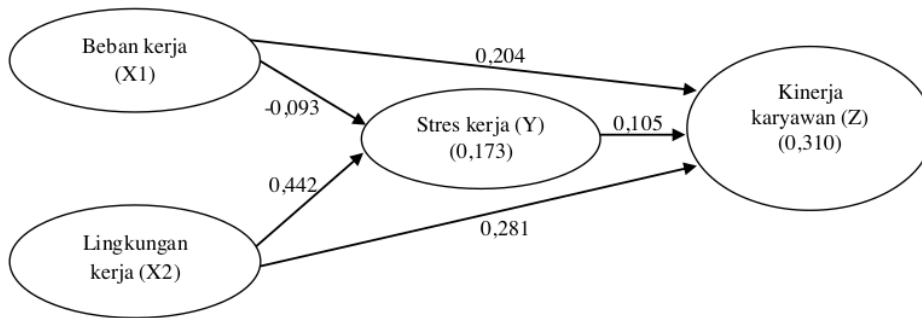 Beban kerja
(X1)
0,204
-0,093
Stres kerja (Y)
(0,173)
0,105
Kinerja
karyawan (Z)
(0,310)
0,442
0,281
Lingkungan
kerja (X2)